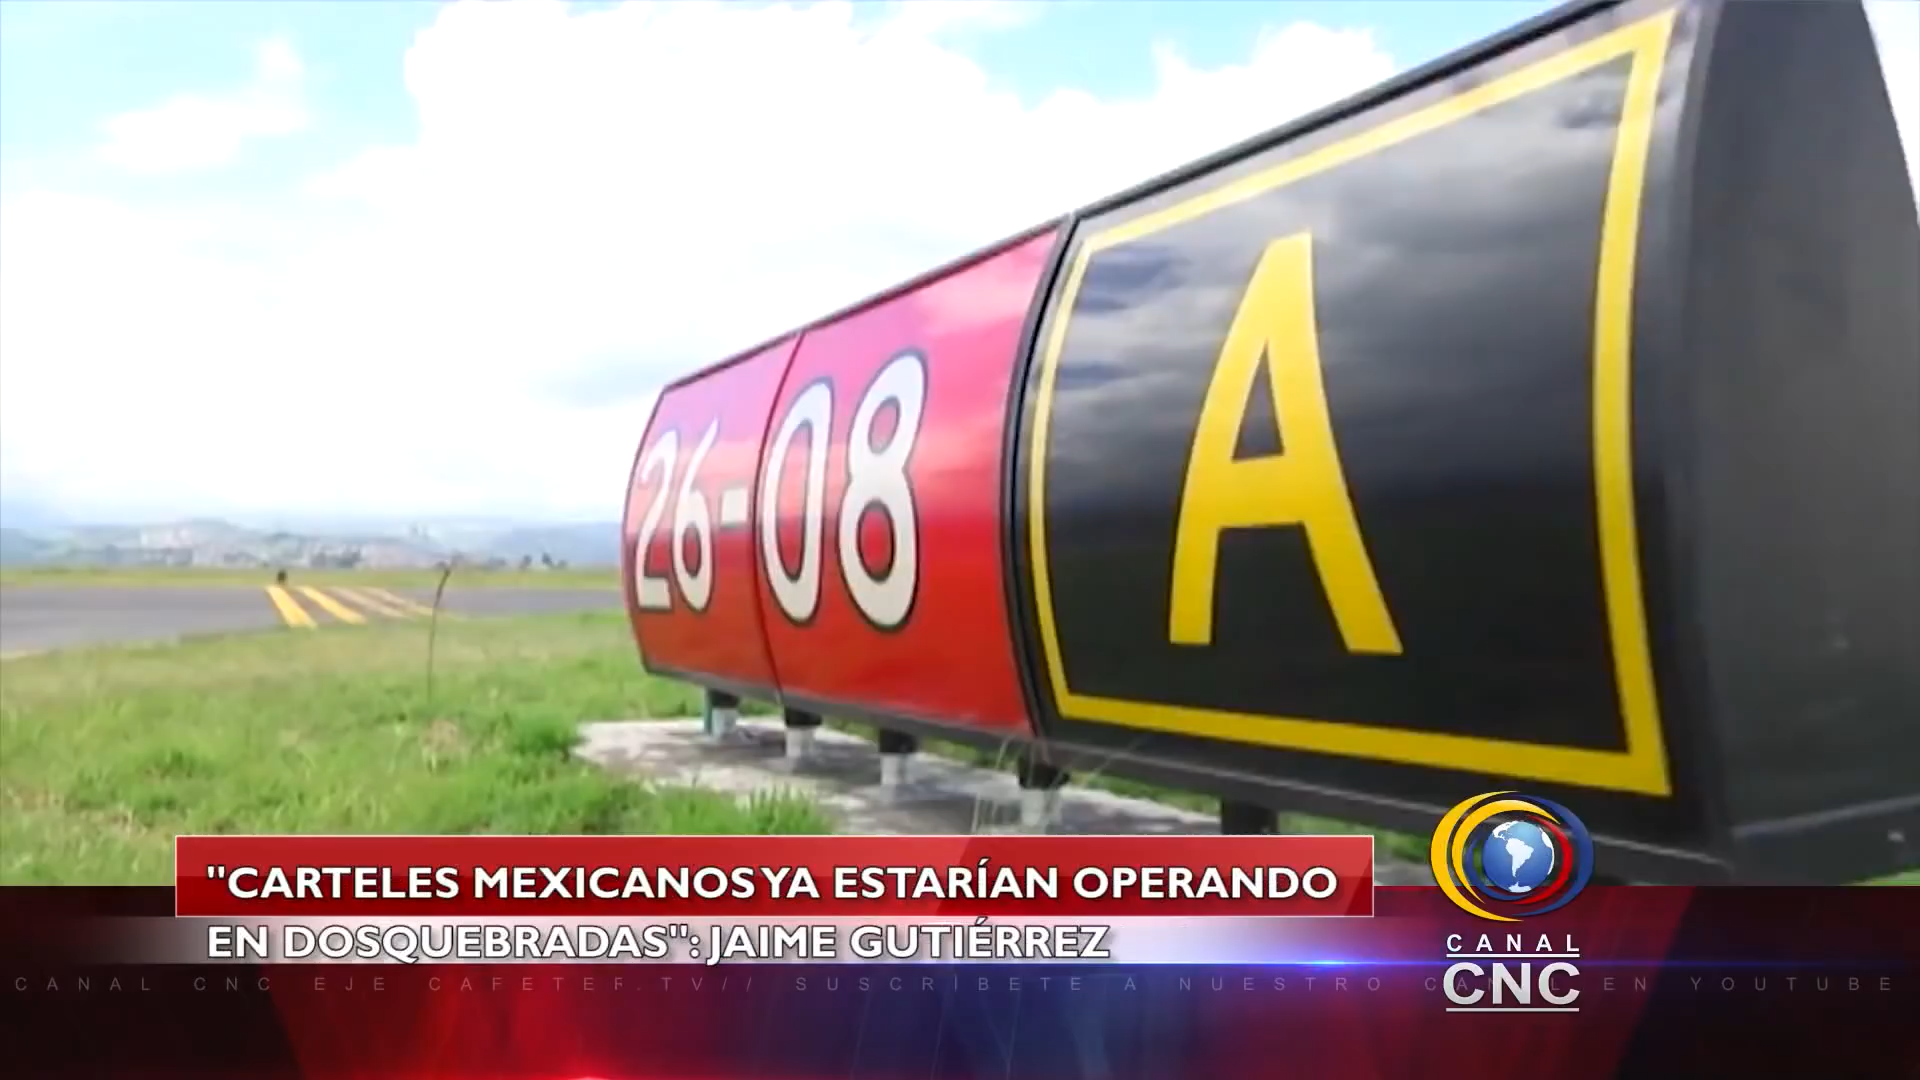 26-08 A
"CARTELES MEXICANOS YA ESTARÍAN OPERANDO
EN DOSQUEBRADAS": JAIME GUTIÉRREZ
CANAL
CNC
CANAL CNC EJE CAFETER.TV// SUSCRÍBETE A NUESTRO CANAL EN YOUTUBE